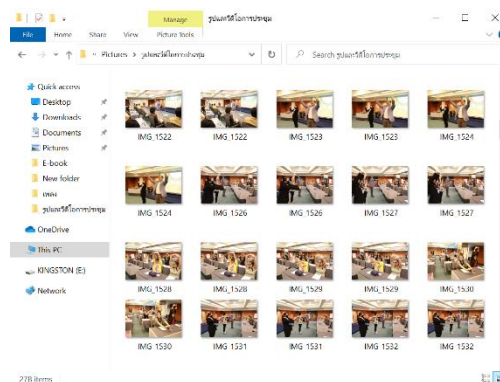 Manage
รูปและวีดีโอการประชุม
File Home Share View Picture Tools
Pictures > รูปและวีดีโอการประชุม
Search รูปและวีดีโอการประชุม
Quick access
Desktop
Downloads
Documents
Pictures
E-book
New folder
เพลง
รูปและวีดีโอการประชุม
OneDrive
This PC
KINGSTON (E:)
Network
IMG_1522 IMG_1522 IMG_1523 IMG_1523 IMG_1524
IMG_1524 IMG_1526 IMG_1526 IMG_1527 IMG_1527
IMG_1528 IMG_1528 IMG_1529 IMG_1529 IMG_1530
IMG_1530 IMG_1531 IMG_1531 IMG_1532 IMG_1532
278 items